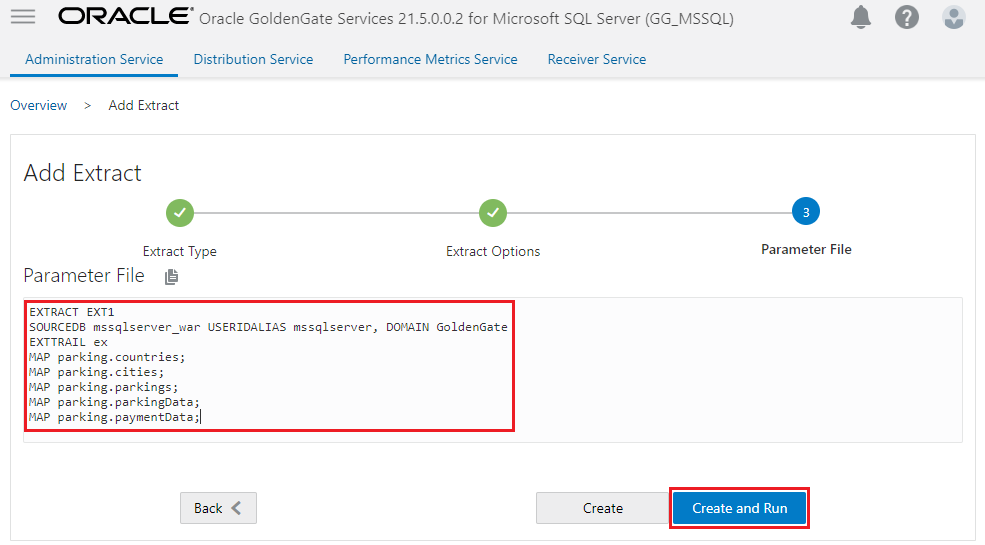 ORACLE® Oracle GoldenGate Services 21.5.0.0.2 for Microsoft SQL Server (GG_MSSQL)
Administration Service Distribution Service Performance Metrics Service Receiver Service
Overview > Add Extract
Add Extract
3
Extract Type Extract Options Parameter File
Parameter File
EXTRACT EXT1
SOURCEDB mssqlserver_war USERIDALIAS mssqlserver, DOMAIN GoldenGate
EXTTRAIL ex
MAP parking.countries;
MAP parking.cities;
MAP parking.parkings;
MAP parking.parkingData;
MAP parking.paymentData;
Back Create Create and Run